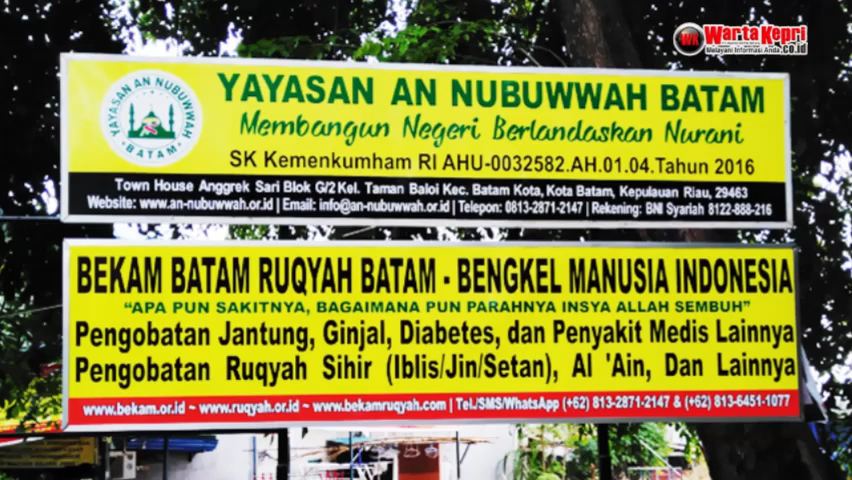 Warta Kepri
Melayani Informasi Anda .co.id
YAYASAN AN NUBUWWAH
BATAM
YAYASAN AN NUBUWWAH BATAM
Membangun Negeri Berlandaskan Nurani
SK Kemenkumham RI AHU-0032582.AH.01.04.Tahun 2016
Town House Anggrek Sari Blok G/2 Kel. Taman Baloi Kec. Batam Kota, Kota Batam, Kepulauan Riau, 29463
Website: www.an-nubuwwah.or.id | Email: info@an-nubuwwah.or.id | Telepon: 0813-2871-2147 | Rekening: BNI Syariah 8122-888-216
BEKAM BATAM RUQYAH BATAM - BENGKEL MANUSIA INDONESIA
“APA PUN SAKITNYA, BAGAIMANA PUN PARAHNYA INSYA ALLAH SEMBUH”
Pengobatan Jantung, Ginjal, Diabetes, dan Penyakit Medis Lainnya
Pengobatan Ruqyah Sihir (Iblis/Jin/Setan), Al 'Ain, Dan Lainnya
www.bekam.or.id ~ www.ruqyah.or.id ~ www.bekamruqyah.com | Tel./SMS/WhatsApp (+62) 813-2871-2147 & (+62) 813-6451-1077